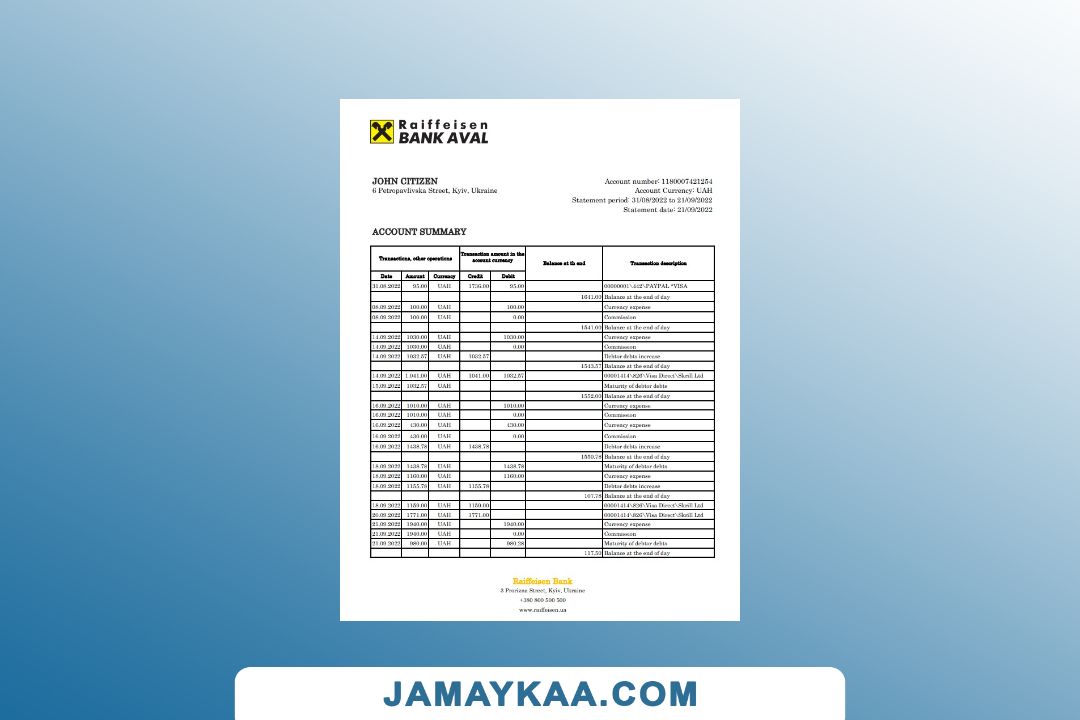 Raiffeisen
BANK AVAL
JOHN CITIZEN
6 Petropavlivska Street, Kyiv, Ukraine
Account number: 1180007421254
Account Currency: UAH
Statement period: 31/08/2022 to 21/09/2022
Statement date: 21/09/2022
ACCOUNT SUMMARY
Transactions, other operations
Transaction amount in the account currency
Balance at th end
Transaction description
Date Amount Currency Credit Debit
31.08.2022 95.00 UAH 1736.00 95.00 00000001\442\PAYPAL *VISA
1641.00 Balance at the end of day
08.09.2022 100.00 UAH 100.00 Currency expense
08.09.2022 100.00 UAH 0.00 Commission
1541.00 Balance at the end of day
14.09.2022 1030.00 UAH 1030.00 Currency expense
14.09.2022 1030.00 UAH 0.00 Commission
14.09.2022 1032.57 UAH 1032.57 Debtor debts increase
1543.57 Balance at the end of day
14.09.2022 1.041.00 UAH 1041.00 1032.57 00001414\826\Visa Direct\Skrill Ltd
15.09.2022 1032.57 UAH Maturity of debtor debts
1552.00 Balance at the end of day
16.09.2022 1010.00 UAH 1010.00 Currency expense
16.09.2022 1010.00 UAH 0.00 Commission
16.09.2022 430.00 UAH 430.00 Currency expense
16.09.2022 430.00 UAH 0.00 Commission
16.09.2022 1438.78 UAH 1438.78 Debtor debts increase
1550.78 Balance at the end of day
18.09.2022 1438.78 UAH 1438.78 Maturity of debtor debts
18.09.2022 1160.00 UAH 1160.00 Currency expense
18.09.2022 1155.78 UAH 1155.78 Debtor debts increase
107.78 Balance at the end of day
18.09.2022 1159.00 UAH 1159.00 00001414\826\Visa Direct\Skrill Ltd
20.09.2022 1771.00 UAH 1771.00 00001414\826\Visa Direct\Skrill Ltd
21.09.2022 1940.00 UAH 1940.00 Currency expense
21.09.2022 1940.00 UAH 0.00 Commission
21.09.2022 980.00 UAH 980.28 Maturity of debtor debts
117.50 Balance at the end of day
Raiffeisen Bank
Street, Kyiv, Ukraine
+380 800 500 500
www.raiffeisen.ua
JAMAYKAA.COM